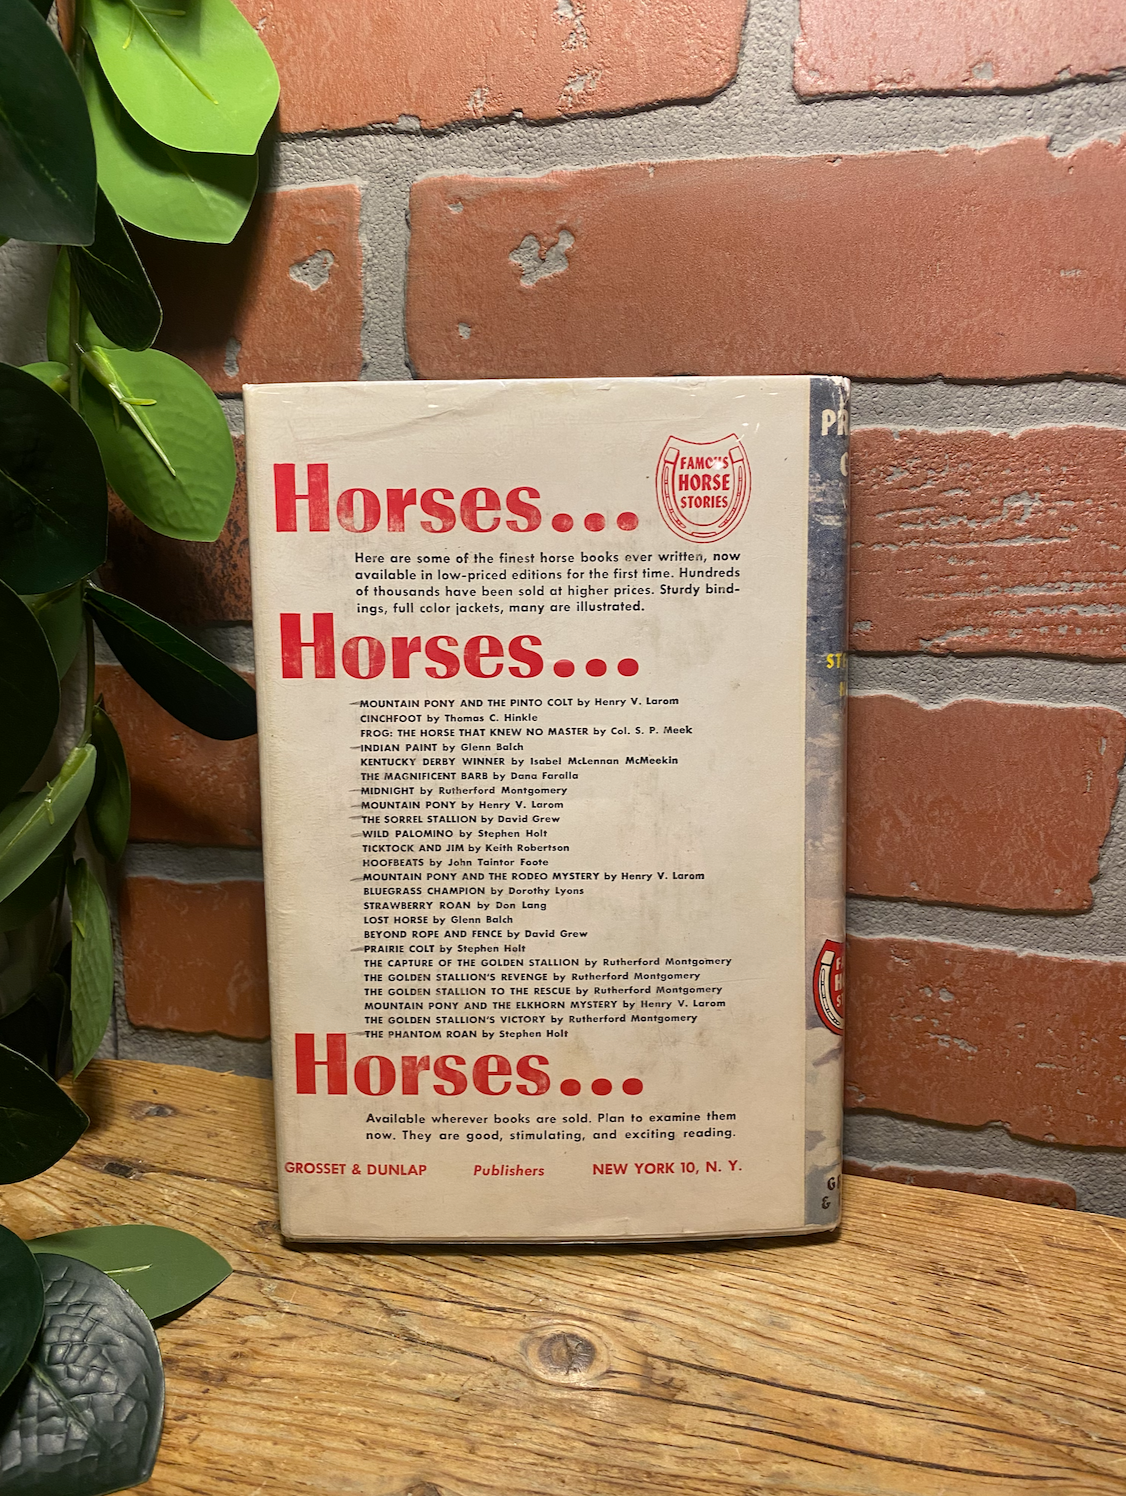 Horses...
FAMOUS
HORSE
STORIES
Here are some of the finest horse books ever written, now
available in low-priced editions for the first time. Hundreds
of thousands have been sold at higher prices. Sturdy bind-
ings, full color jackets, many are illustrated.
Horses...
MOUNTAIN PONY AND THE PINTO COLT by Henry V. Larom
CINCHFOOT by Thomas C. Hinkle
FROG: THE HORSE THAT KNEW NO MASTER by Col. S. P. Meek
INDIAN PAINT by Glenn Balch
KENTUCKY DERBY WINNER by Isabel McLennan McMeekin
THE MAGNIFICENT BARB by Dana Faralla
MIDNIGHT by Rutherford Montgomery
MOUNTAIN PONY by Henry V. Larom
THE SORREL STALLION by David Grew
WILD PALOMINO by Stephen Holt
TICKTOCK AND JIM by Keith Robertson
HOOFBEATS by John Taintor Foote
MOUNTAIN PONY AND THE RODEO MYSTERY by Henry V. Larom
BLUEGRASS CHAMPION by Dorothy Lyons
STRAWBERRY ROAN by Don Lang
LOST HORSE by Glenn Balch
BEYOND ROPE AND FENCE by David Grew
PRAIRIE COLT by Stephen Holt
THE CAPTURE OF THE GOLDEN STALLION by Rutherford Montgomery
THE GOLDEN STALLION'S REVENGE by Rutherford Montgomery
THE GOLDEN STALLION TO THE RESCUE by Rutherford Montgomery
MOUNTAIN PONY AND THE ELKHORN MYSTERY by Henry V. Larom
THE GOLDEN STALLION'S VICTORY by Rutherford Montgomery
THE PHANTOM ROAN by Stephen Holt
Horses...
Available wherever books are sold. Plan to examine them
now. They are good, stimulating, and exciting reading.
GROSSET & DUNLAP Publishers NEW YORK 10, N. Y.
PR
ST
G
&